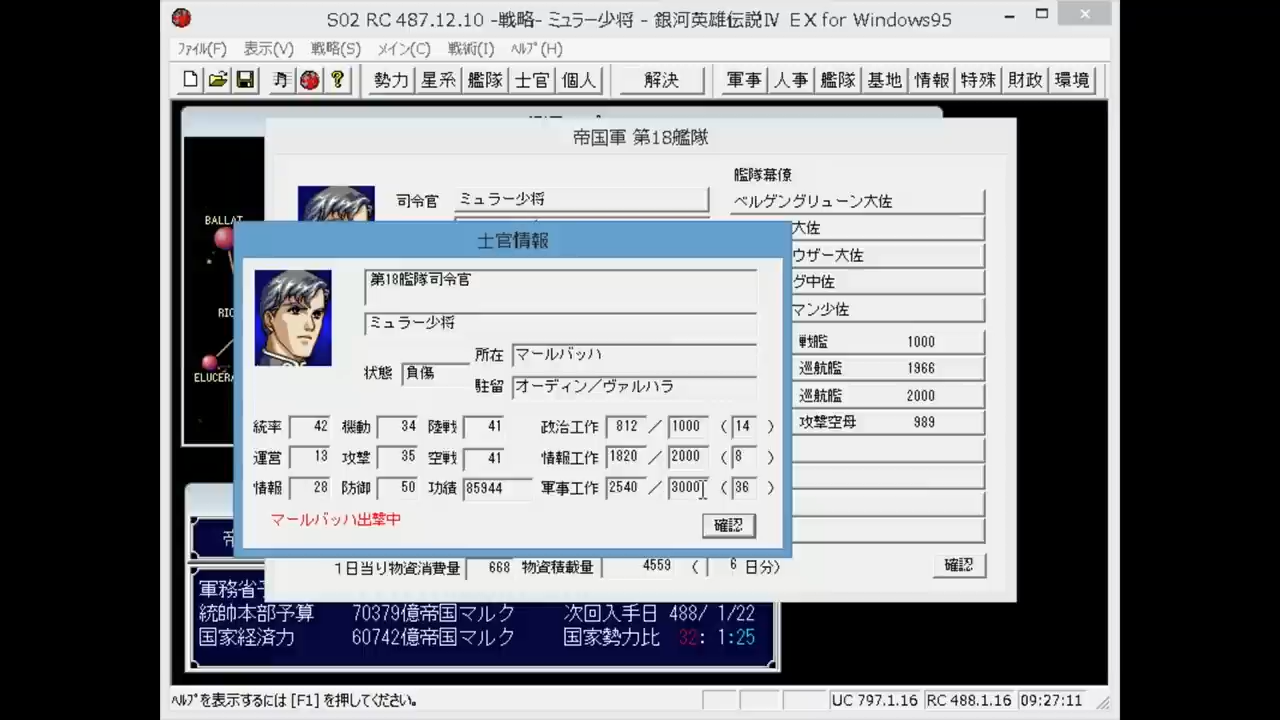 S02 RC 487.12.10 -戦略- ミュラー少将 - 銀河英雄伝説Ⅳ EX for Windows95
ﾌｧｲﾙ(F) 表示(V) 戦略(S) メイン(C) 戦術(I) ﾍﾙﾌﾟ(H)
勢力 星系 艦隊 士官 個人 解決 軍事 人事 艦隊 基地 情報 特殊 財政 環境
帝国軍 第18艦隊
艦隊幕僚
司令官 ミュラー少将
ベルゲングリューン大佐
BALLAT
大佐
士官情報
ウザー大佐
第18艦隊司令官
グ中佐
マン少佐
RIO
ミュラー少将
戦艦 1000
所在 マールバッハ
状態 負傷
巡航艦 1966
ELUCERA
駐留 オーディン／ヴァルハラ
巡航艦 2000
攻撃空母 989
統率 42 機動 34 陸戦 41 政治工作 812 ／ 1000 ( 14 )
運営 13 攻撃 35 空戦 41 情報工作 1820 ／ 2000 ( 8 )
情報 28 防御 50 功績 85944 軍事工作 2540 ／ 3000 ( 36 )
マールバッハ出撃中
確認
帝
1日当り物資消費量 668 物資積載量 4559 ( 6 日分)
確認
軍務省予
統帥本部予算 70379億帝国マルク 次回入手日 488/ 1/22
国家経済力 60742億帝国マルク 国家勢力比 32: 1:25
ﾍﾙﾌﾟを表示するには [F1] を押してください。
UC 797.1.16 RC 488.1.16 09:27:11